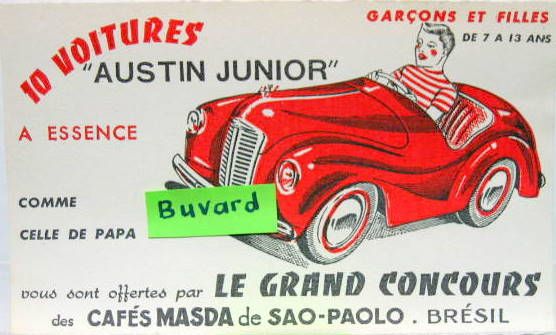 GARÇONS ET FILLES
DE 7 A 13 ANS
10 VOITURES
"AUSTIN JUNIOR"
A ESSENCE
COMME
CELLE DE PAPA
Buvard
vous sont offertes par LE GRAND CONCOURS
des CAFÉS MASDA de SAO-PAOLO . BRÉSIL